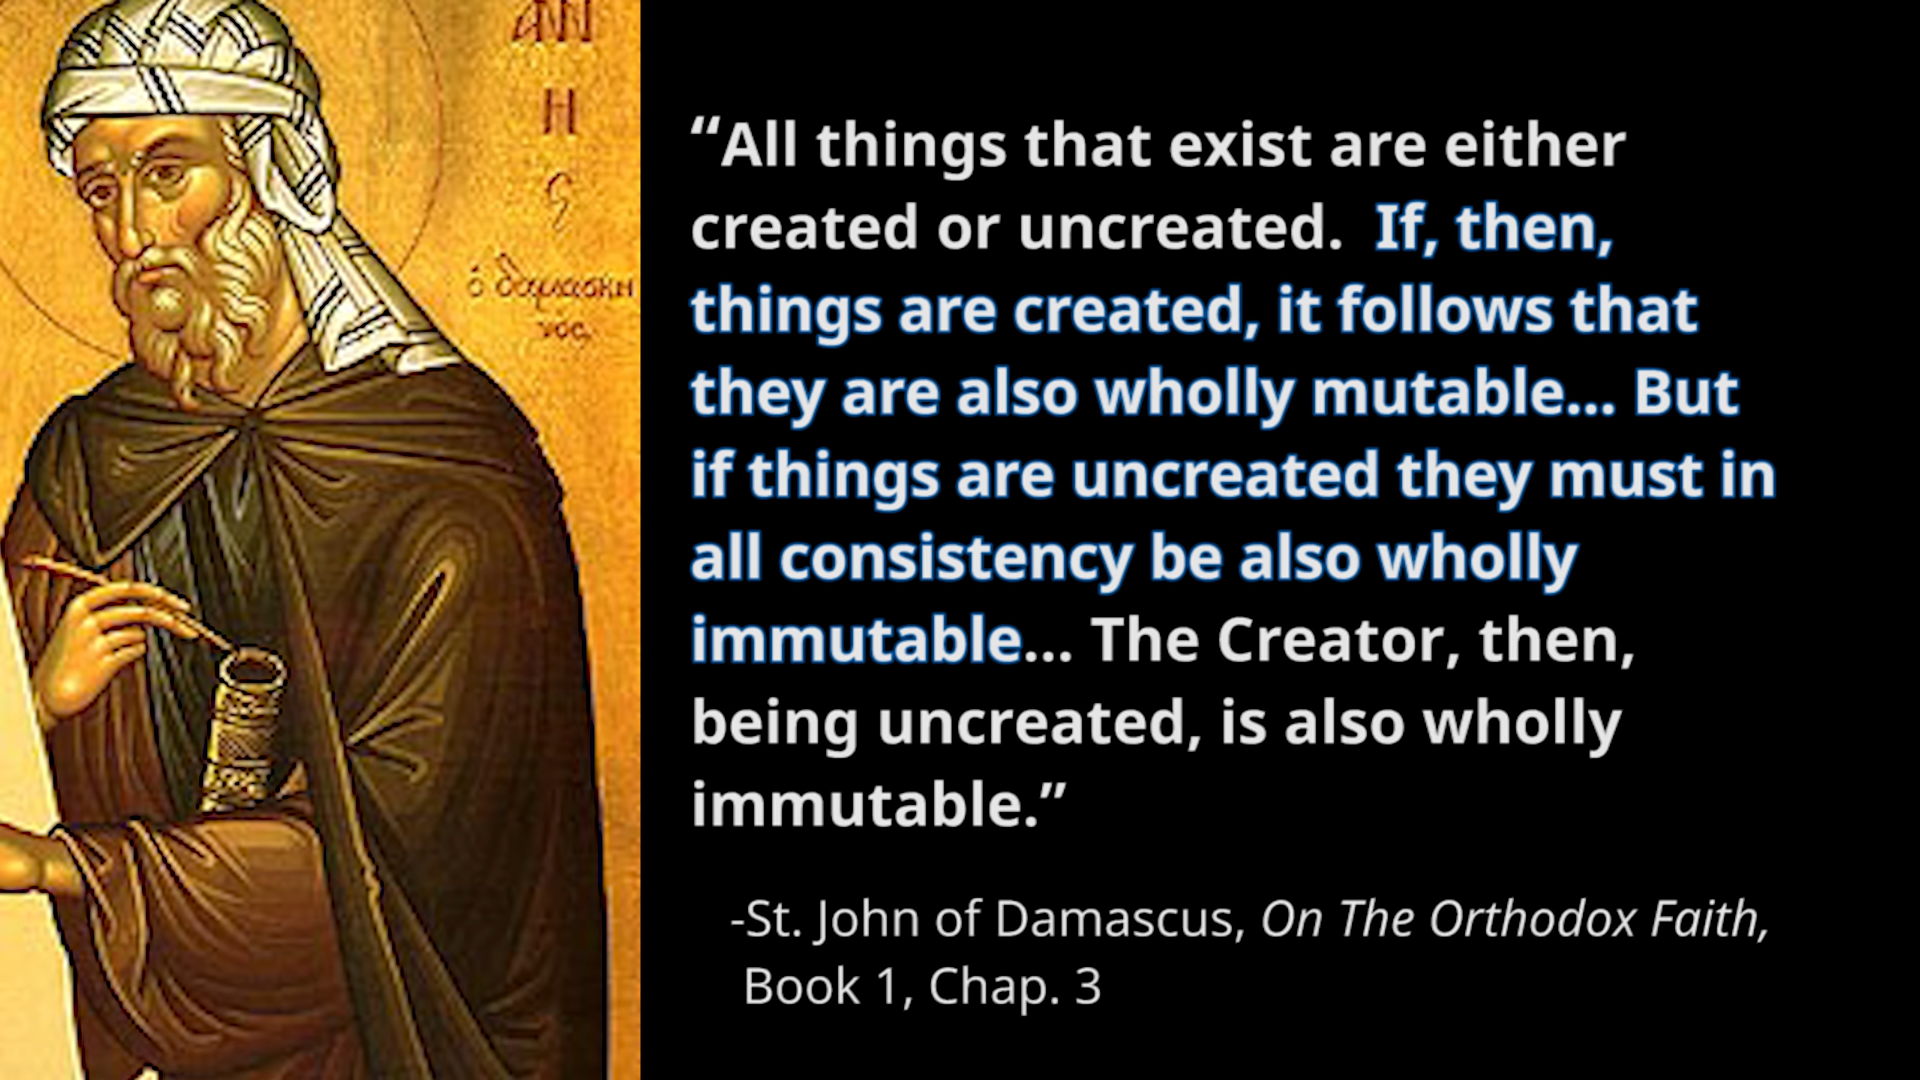 ΑΝΝ
Η
ς
ὁ δαμασκη
νος
“All things that exist are either
created or uncreated.  If, then,
things are created, it follows that
they are also wholly mutable... But
if things are uncreated they must in
all consistency be also wholly
immutable... The Creator, then,
being uncreated, is also wholly
immutable.”
-St. John of Damascus, On The Orthodox Faith,
Book 1, Chap. 3